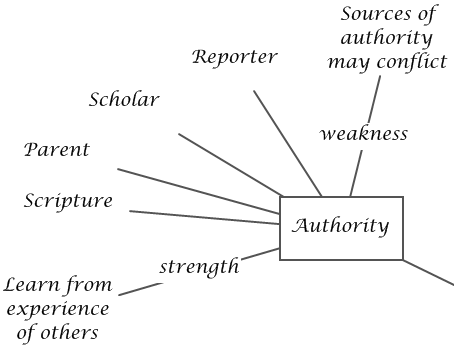 Sources of
authority
may conflict
Reporter
Scholar
weakness
Parent
Scripture
Authority
strength
Learn from
experience
of others